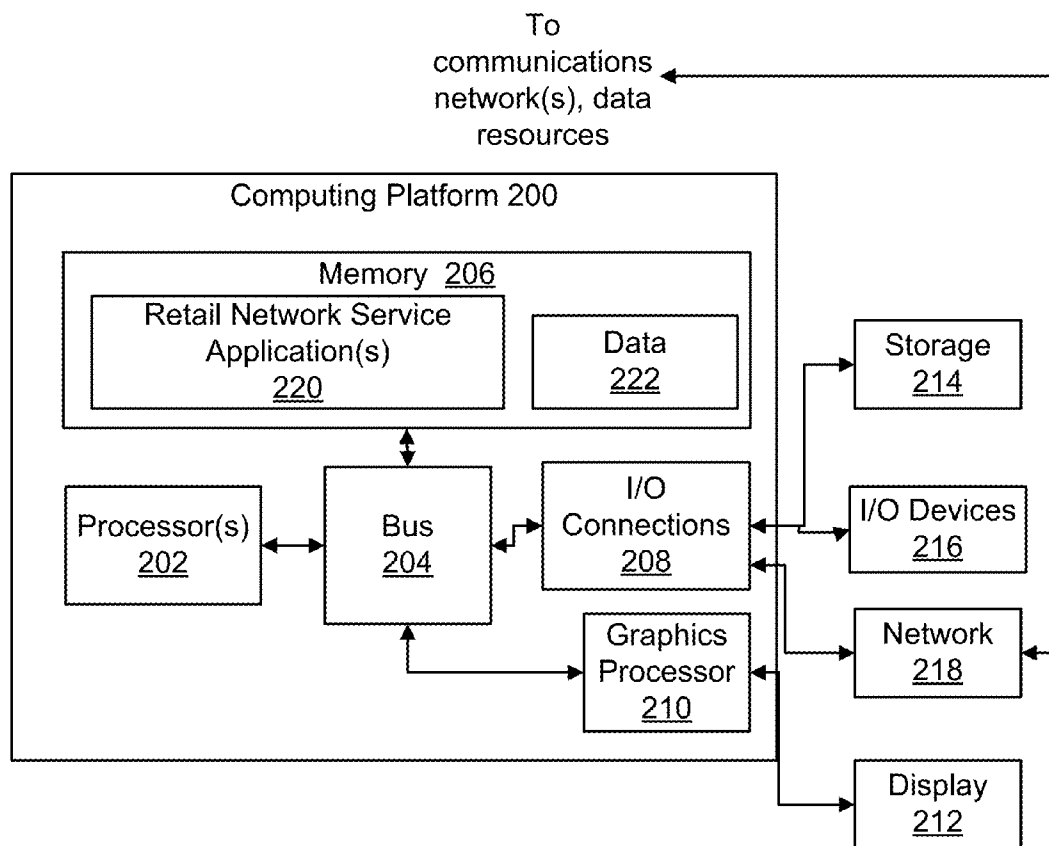 To
communications
network(s), data
resources
Computing Platform 200
Memory 206
Retail Network Service
Application(s)
220
Data
222
Storage
214
Processor(s)
202
Bus
204
I/O
Connections
208
I/O Devices
216
Graphics
Processor
210
Network
218
Display
212